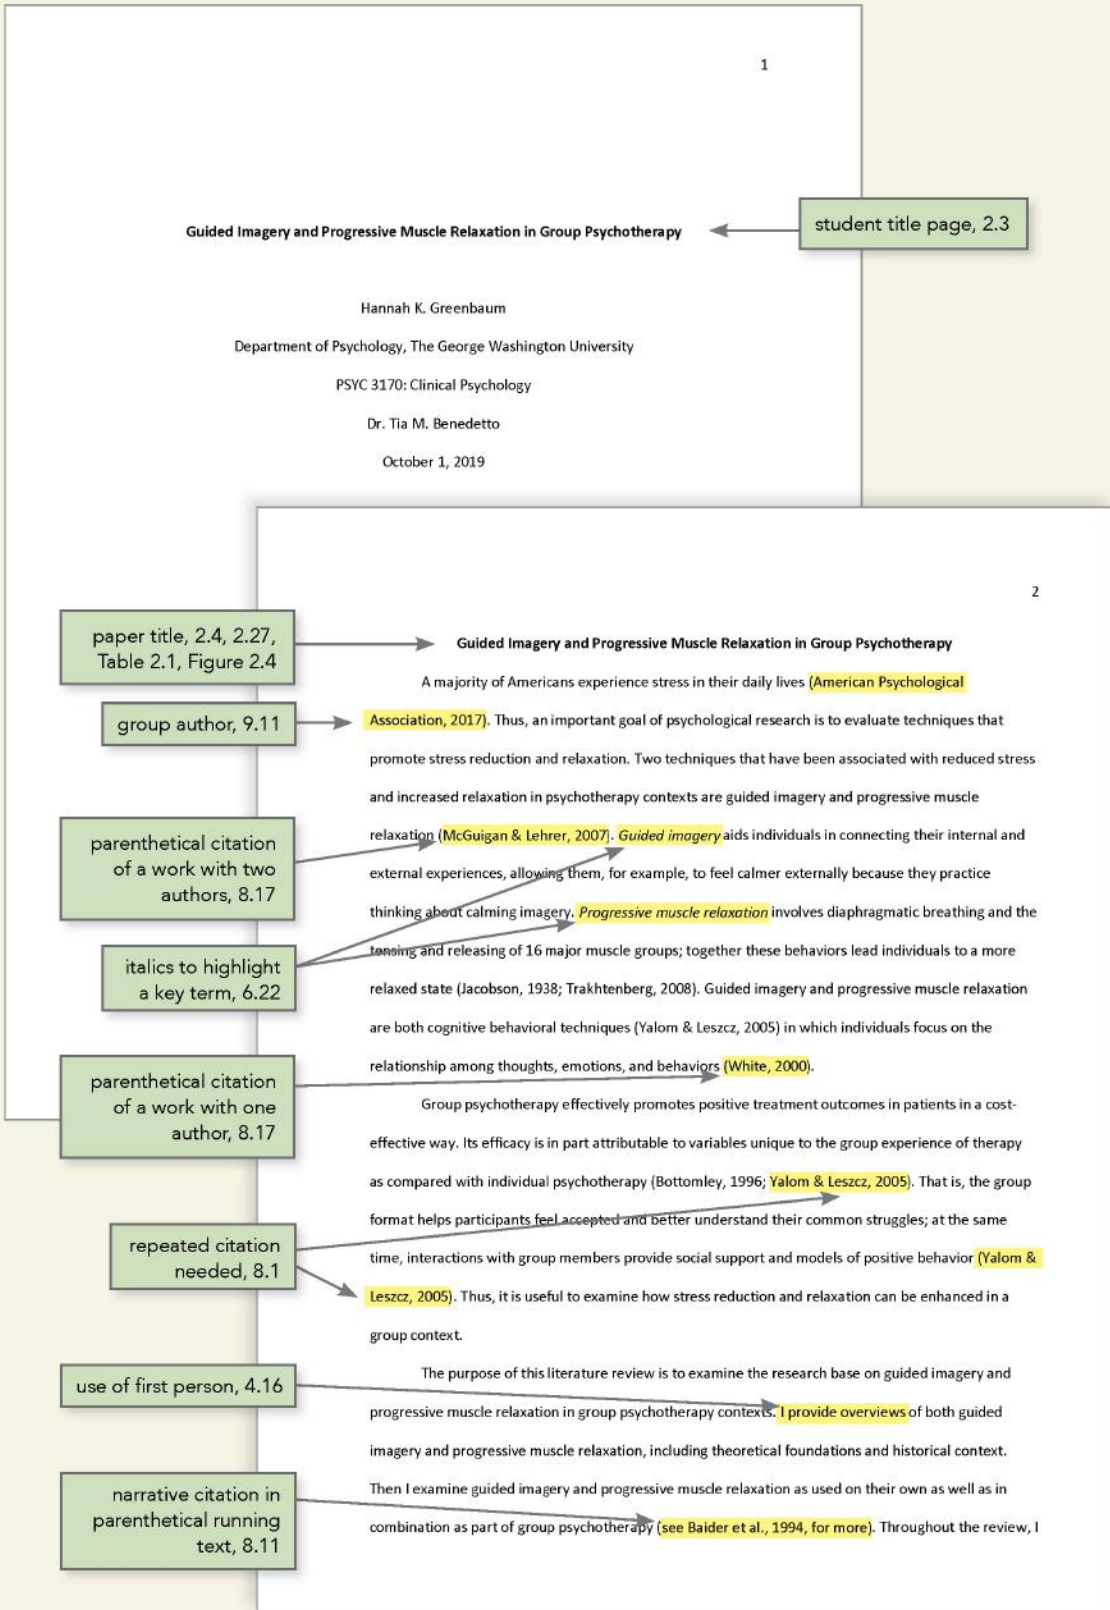 1
Guided Imagery and Progressive Muscle Relaxation in Group Psychotherapy
student title page, 2.3
Hannah K. Greenbaum
Department of Psychology, The George Washington University
PSYC 3170: Clinical Psychology
Dr. Tia M. Benedetto
October 1, 2019
2
paper title, 2.4, 2.27,
Table 2.1, Figure 2.4
Guided Imagery and Progressive Muscle Relaxation in Group Psychotherapy
A majority of Americans experience stress in their daily lives (American Psychological
group author, 9.11
Association, 2017). Thus, an important goal of psychological research is to evaluate techniques that
promote stress reduction and relaxation. Two techniques that have been associated with reduced stress
and increased relaxation in psychotherapy contexts are guided imagery and progressive muscle
parenthetical citation
of a work with two
authors, 8.17
relaxation (McGuigan & Lehrer, 2007). Guided imagery aids individuals in connecting their internal and
external experiences, allowing them, for example, to feel calmer externally because they practice
thinking about calming imagery. Progressive muscle relaxation involves diaphragmatic breathing and the
italics to highlight
a key term, 6.22
tensing and releasing of 16 major muscle groups; together these behaviors lead individuals to a more
relaxed state (Jacobson, 1938; Trakhtenberg, 2008). Guided imagery and progressive muscle relaxation
are both cognitive behavioral techniques (Yalom & Leszcz, 2005) in which individuals focus on the
parenthetical citation
of a work with one
author, 8.17
relationship among thoughts, emotions, and behaviors (White, 2000).
Group psychotherapy effectively promotes positive treatment outcomes in patients in a cost-
effective way. Its efficacy is in part attributable to variables unique to the group experience of therapy
as compared with individual psychotherapy (Bottomley, 1996; Yalom & Leszcz, 2005). That is, the group
format helps participants feel accepted and better understand their common struggles; at the same
repeated citation
needed, 8.1
time, interactions with group members provide social support and models of positive behavior (Yalom &
Leszcz, 2005). Thus, it is useful to examine how stress reduction and relaxation can be enhanced in a
group context.
The purpose of this literature review is to examine the research base on guided imagery and
use of first person, 4.16
progressive muscle relaxation in group psychotherapy contexts. I provide overviews of both guided
imagery and progressive muscle relaxation, including theoretical foundations and historical context.
Then I examine guided imagery and progressive muscle relaxation as used on their own as well as in
narrative citation in
parenthetical running
text, 8.11
combination as part of group psychotherapy (see Baider et al., 1994, for more). Throughout the review, I